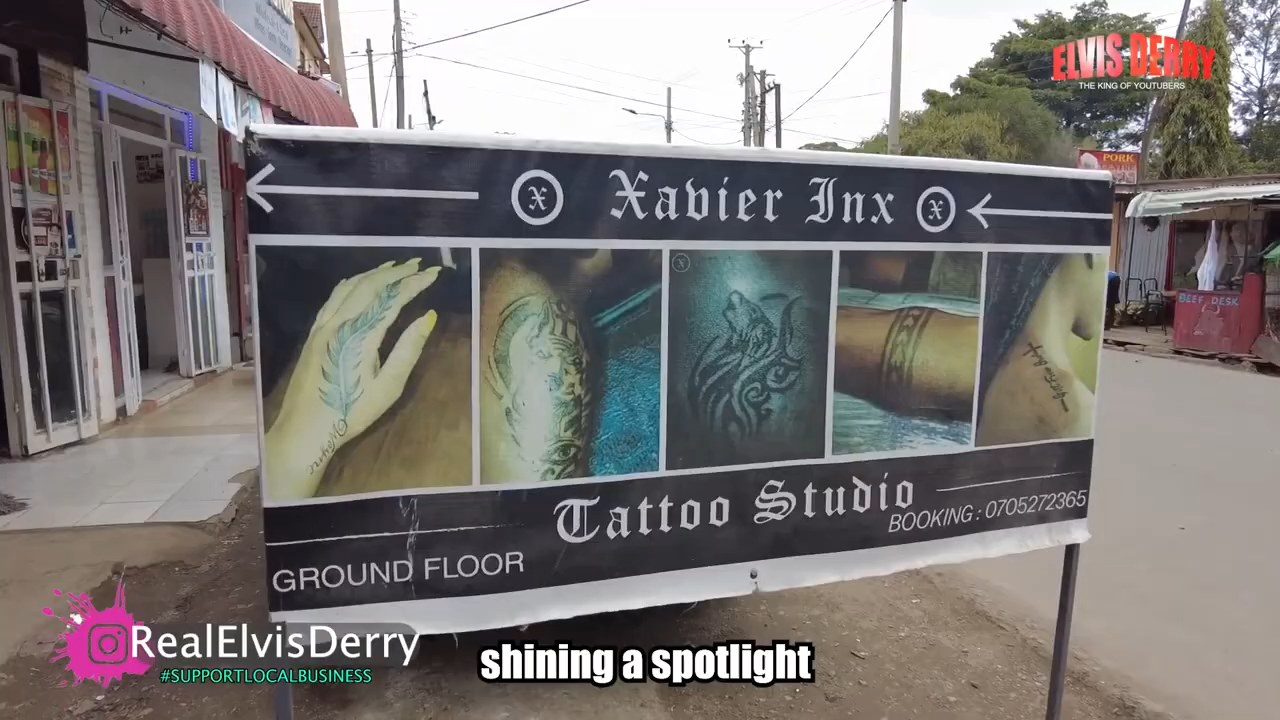 ELVIS DERRY
THE KING OF YOUTUBERS
PORK
X Xavier Inx X
BEEF DESK
Tattoo Studio
BOOKING : 0705272365
GROUND FLOOR
RealElvisDerry
#SUPPORTLOCALBUSINESS
shining a spotlight